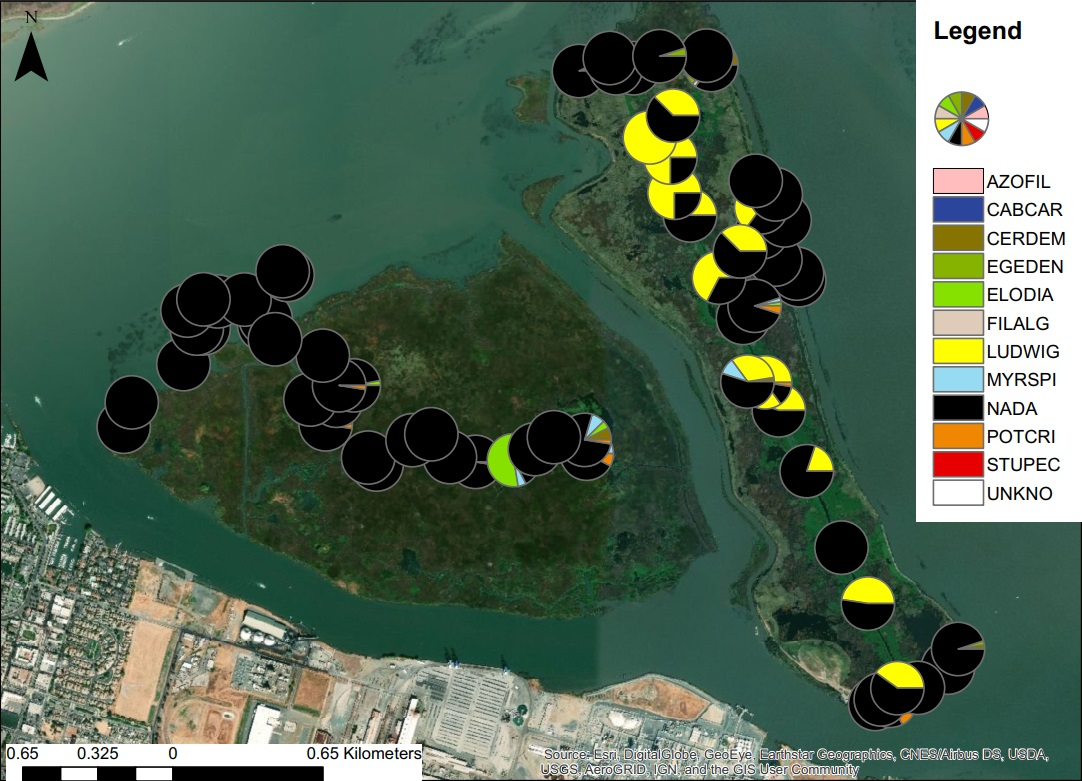 N
Legend
AZOFIL
CABCAR
CERDEM
EGEDEN
ELODIA
FILALG
LUDWIG
MYRSPI
NADA
POTCRI
STUPEC
UNKNO
0.65 0.325 0 0.65 Kilometers
Source: Esri, DigitalGlobe, GeoEye, Earthstar Geographics, CNES/Airbus DS, USDA,
USGS, AeroGRID, IGN, and the GIS User Community